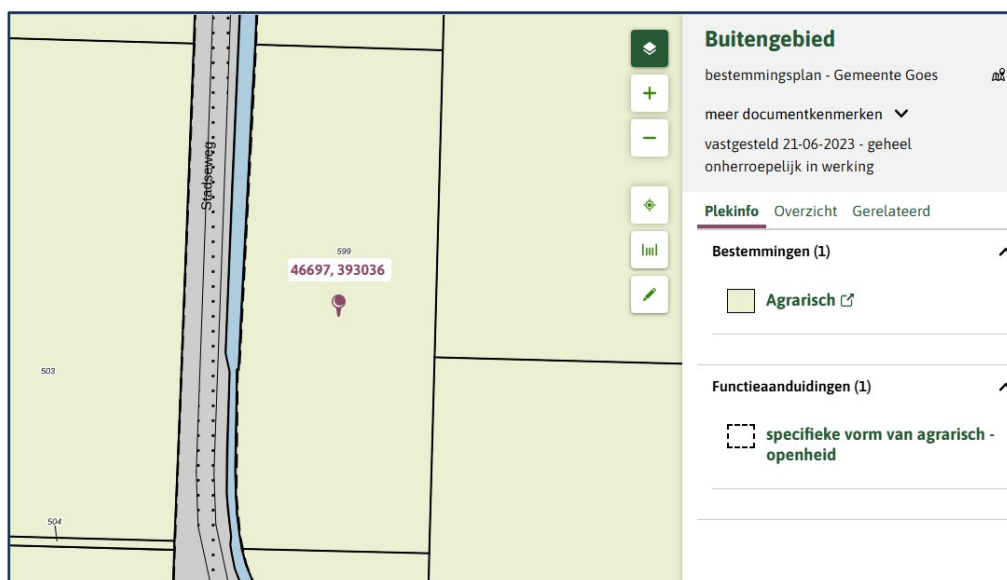 Stadseweg
599
46697, 393036
503
504
Buitengebied
bestemmingsplan - Gemeente Goes
meer documentkenmerken
vastgesteld 21-06-2023 - geheel
onherroepelijk in werking
Plekinfo Overzicht Gerelateerd
Bestemmingen (1)
Agrarisch
Functieaanduidingen (1)
specifieke vorm van agrarisch -
openheid